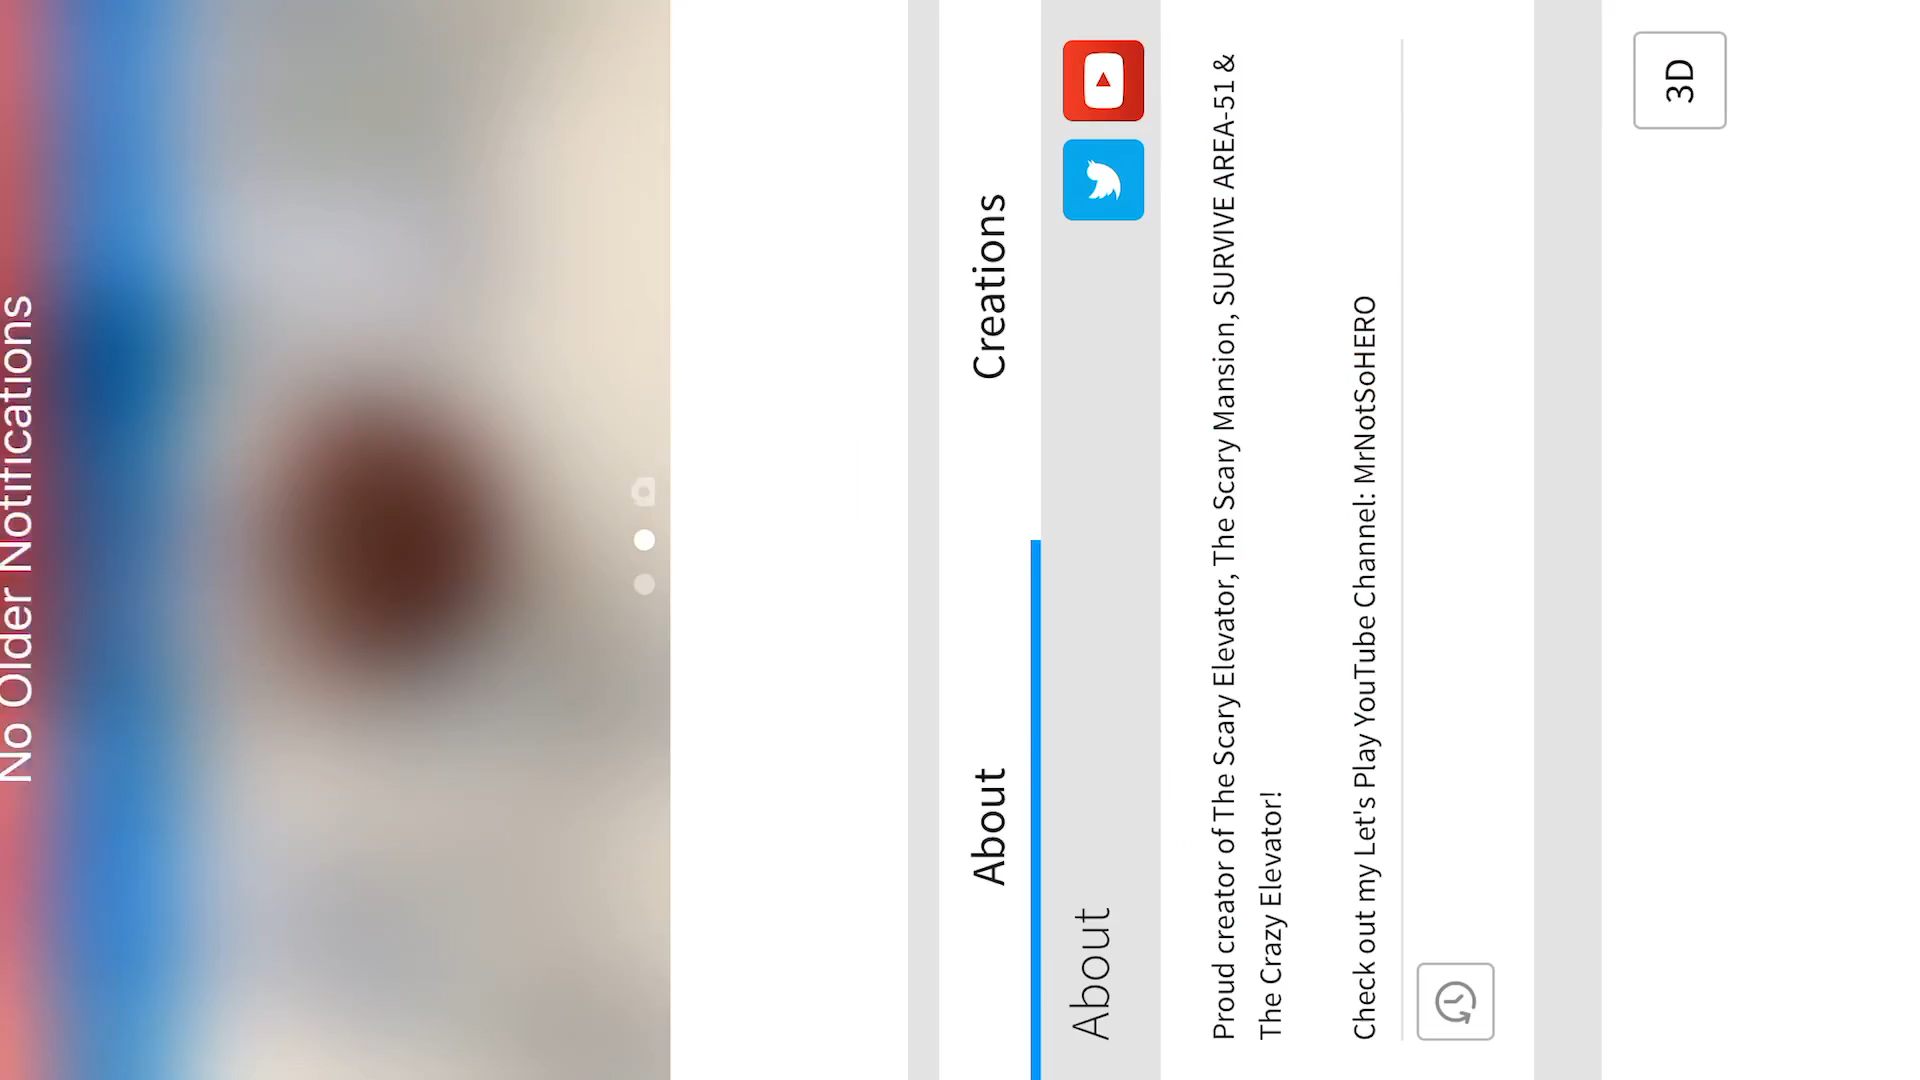 No Older Notifications
About
Creations
About
Proud creator of The Scary Elevator, The Scary Mansion, SURVIVE AREA-51 &
The Crazy Elevator!
Check out my Let's Play YouTube Channel: MrNotSoHERO
3D